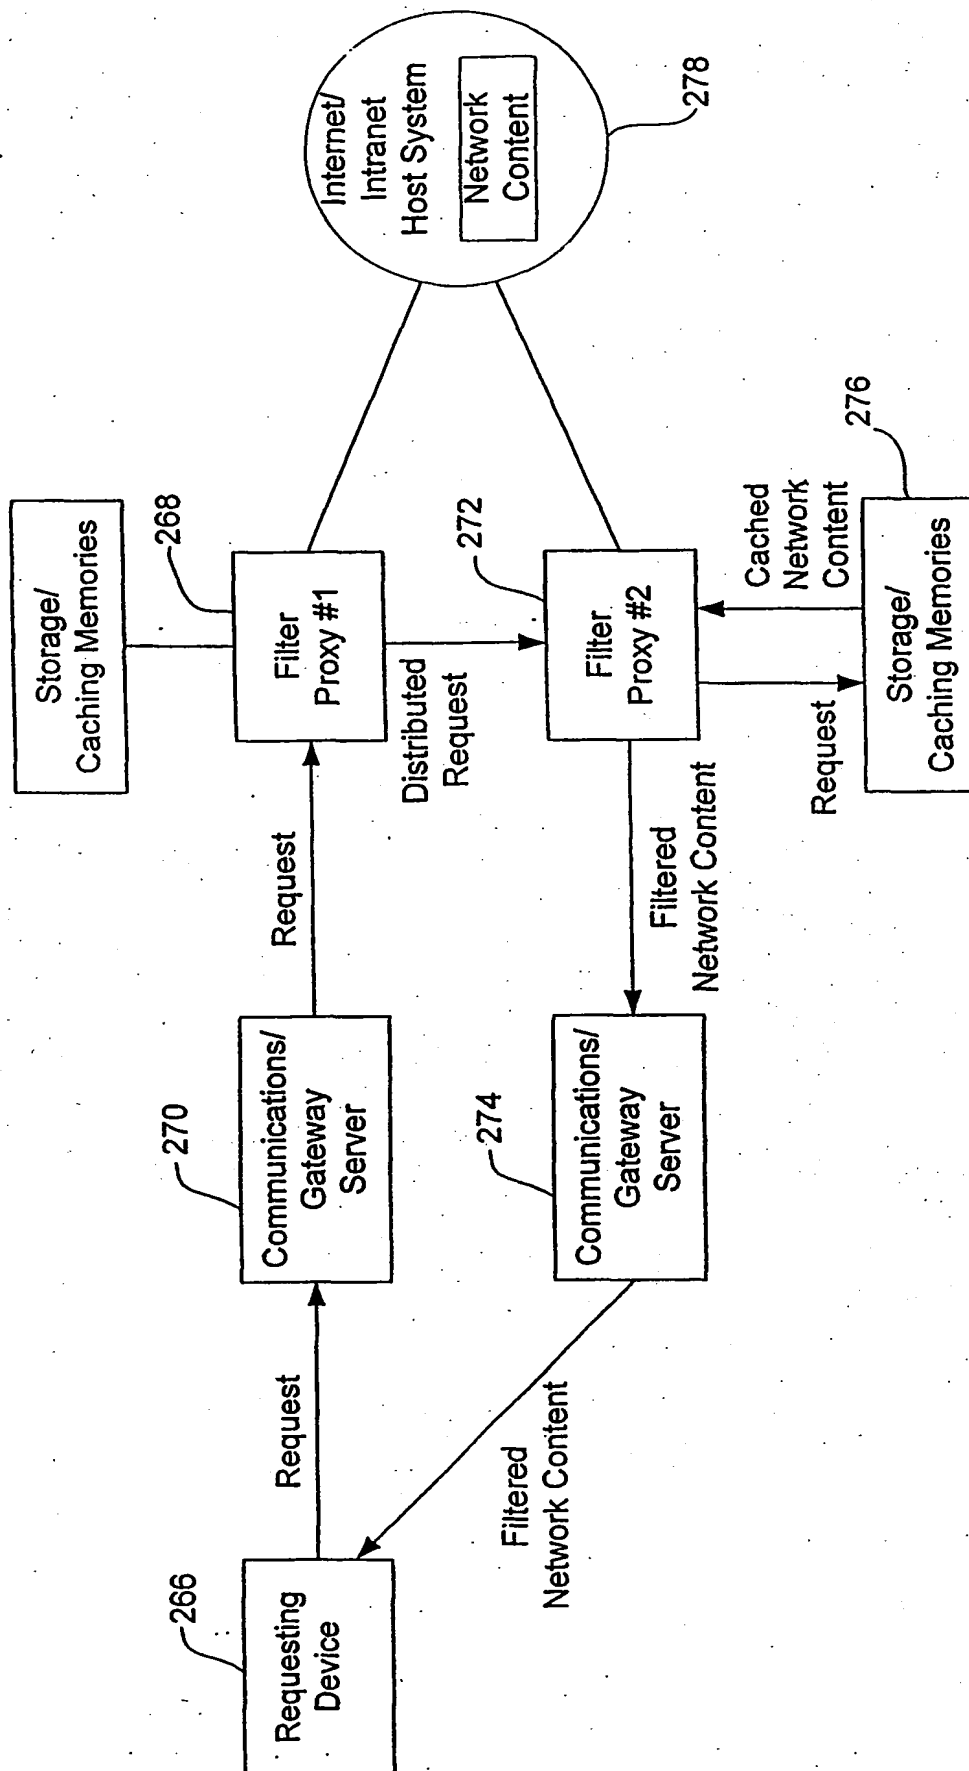 Storage/
Caching Memories
268
Filter
Proxy #1
Internet/
Intranet
Host System
Network
Content
278
270
Communications/
Gateway
Server
Request
266
Requesting
Device
Request
Distributed
Request
272
Filter
Proxy #2
274
Communications/
Gateway
Server
Filtered
Network Content
Filtered
Network Content
Request
Cached
Network
Content
276
Storage/
Caching Memories